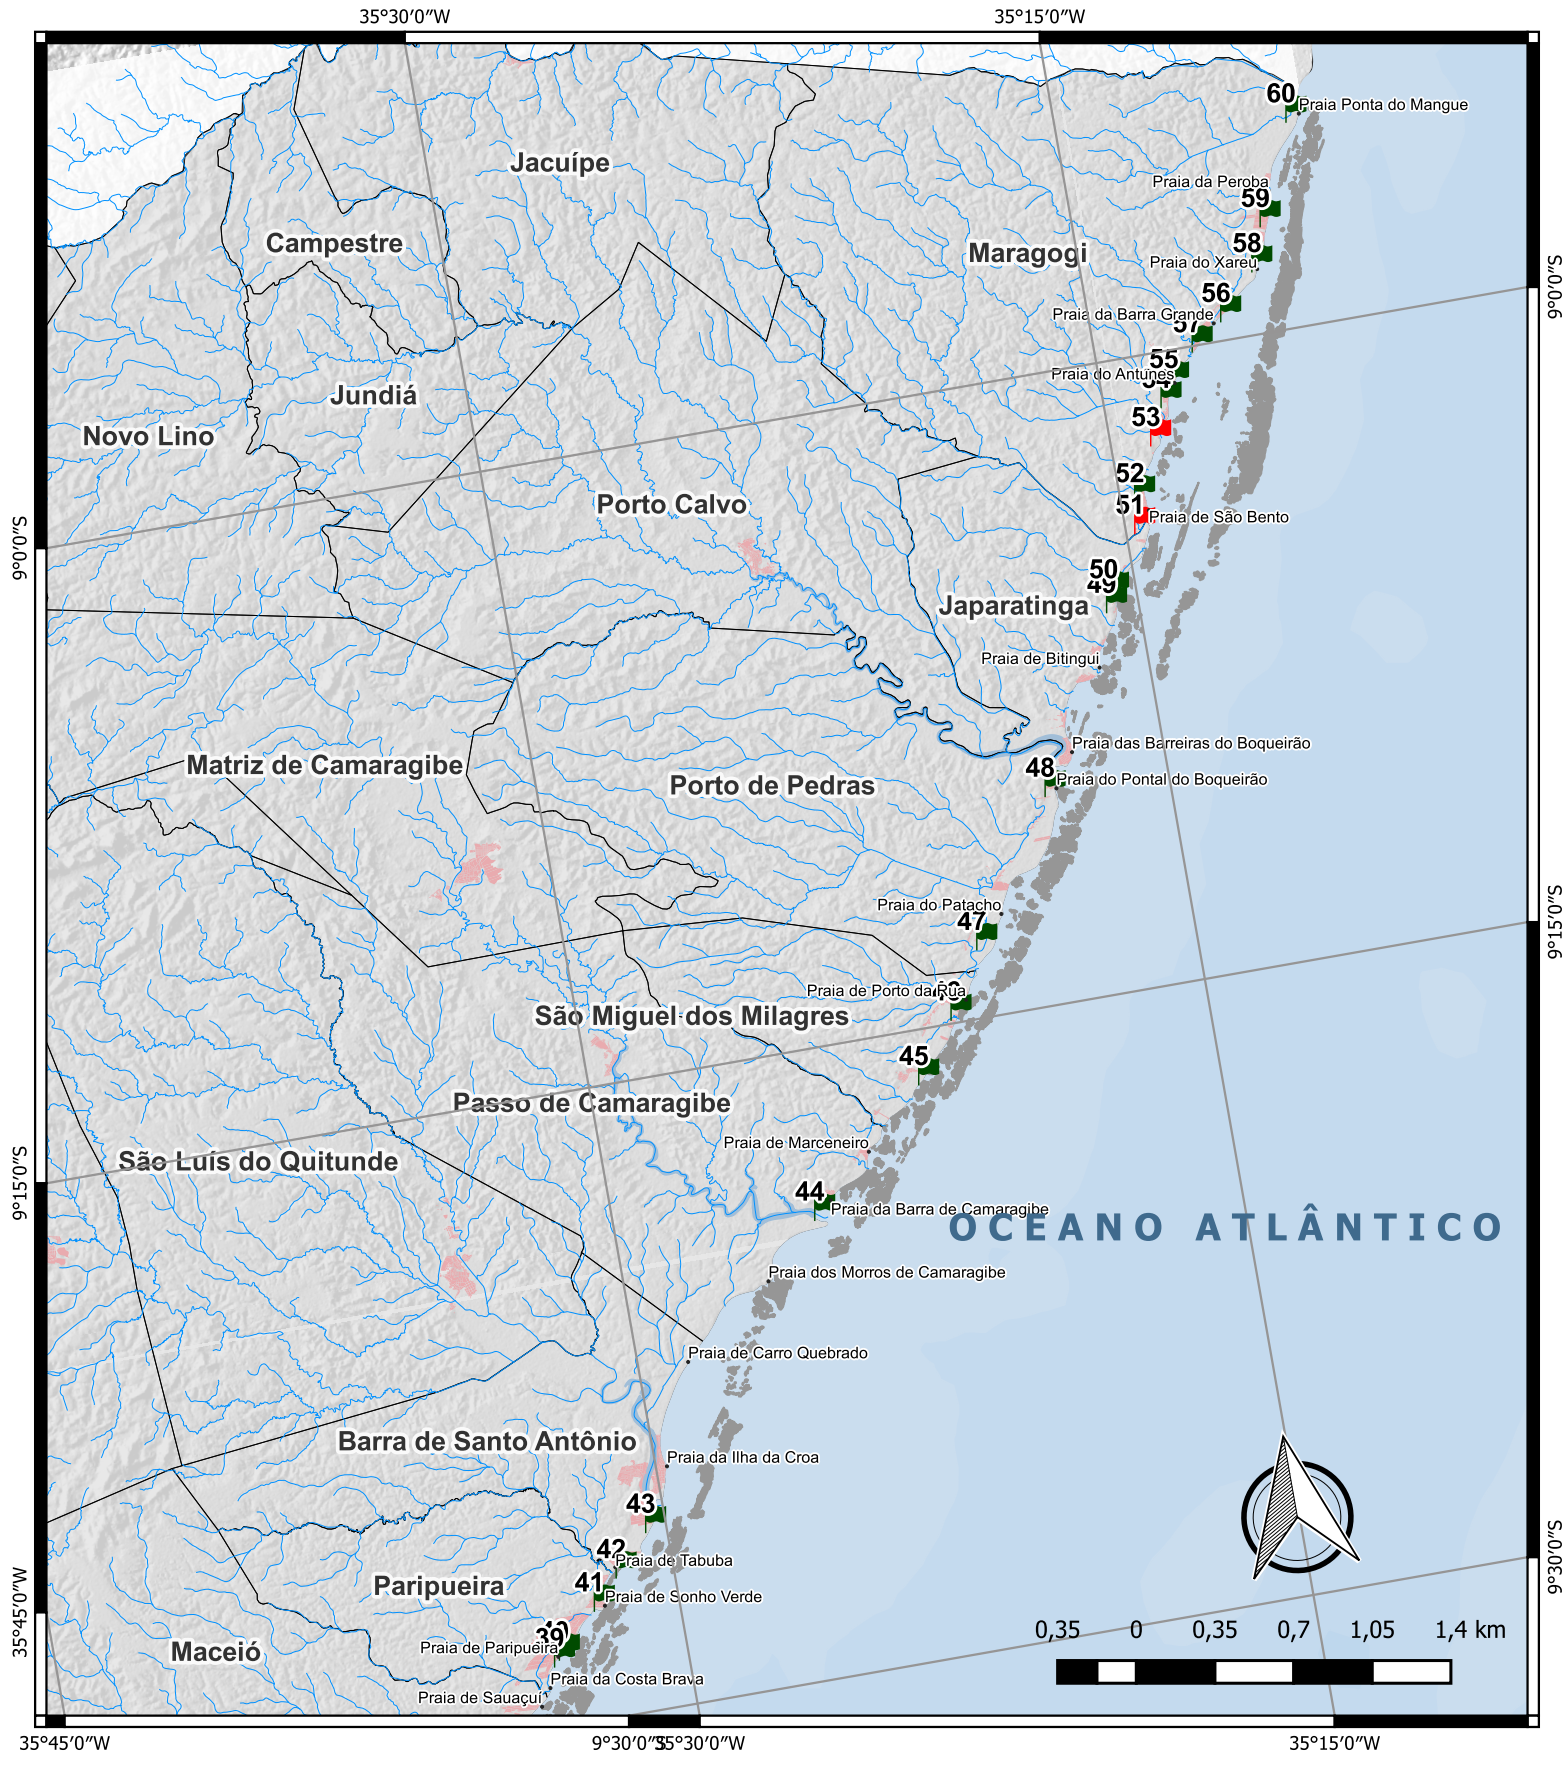 35°30′0″W
35°15′0″W
60
Praia Ponta do Mangue
Jacuípe
Praia da Peroba
59
Campestre
58
Maragogi
Praia do Xareu
9°0′0″S
56
Praia da Barra Grande
57
55
Praia do Antunes
54
Jundiá
53
Novo Lino
52
Porto Calvo
51
Praia de São Bento
9°0′0″S
50
49
Japaratinga
Praia de Bitingui
Praia das Barreiras do Boqueirão
Matriz de Camaragibe
48
Praia do Pontal do Boqueirão
Porto de Pedras
Praia do Patacho
47
9°15′0″S
Praia de Porto da Rua
São Miguel dos Milagres
45
Passo de Camaragibe
Praia de Marceneiro
São Luís do Quitunde
9°15′0″S
44
Praia da Barra de Camaragibe
OCEANO ATLÂNTICO
Praia dos Morros de Camaragibe
Praia de Carro Quebrado
Barra de Santo Antônio
Praia da Ilha da Croa
43
42
Praia de Tabuba
9°30′0″S
41
Paripueira
Praia de Sonho Verde
35°45′0″W
39
Praia de Paripueira
Maceió
0,35 0 0,35 0,7 1,05 1,4 km
Praia da Costa Brava
Praia de Sauaçuí
35°45′0″W
9°30′0″S
35°30′0″W
35°15′0″W